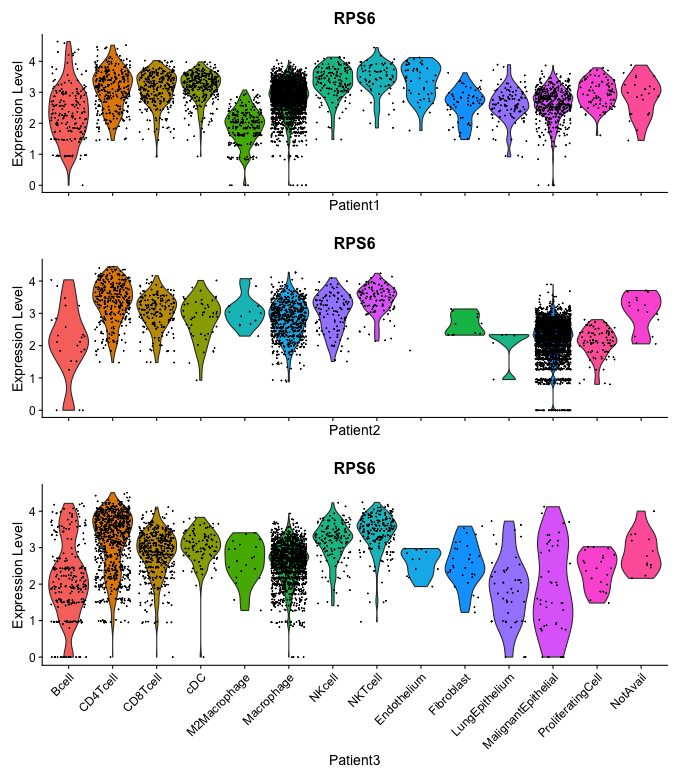 RPS6
Expression Level
4
3
2
1
0
Patient1
RPS6
Expression Level
4
3
2
1
0
Patient2
RPS6
Expression Level
4
3
2
1
0
Bcell
CD4Tcell
CD8Tcell
cDC
M2Macrophage
Macrophage
NKcell
NKTcell
Endothelium
Fibroblast
LungEpithelium
MalignantEpithelial
ProliferatingCell
NotAvail
Patient3